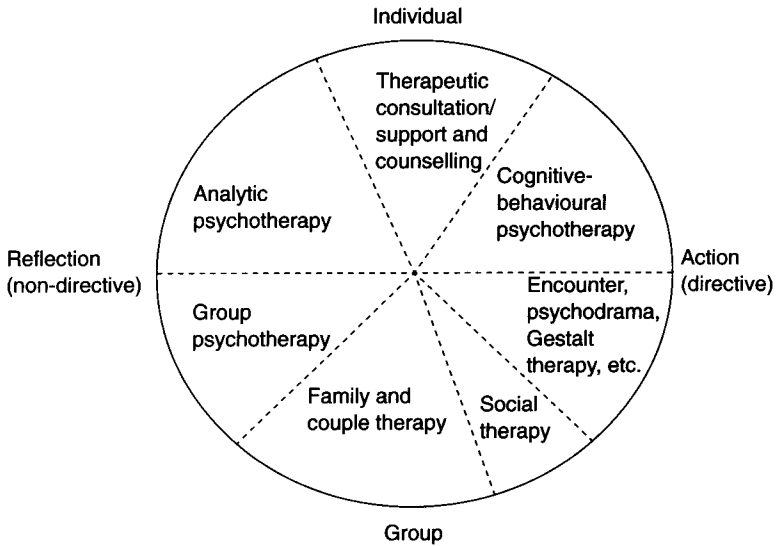 Individual
Therapeutic
consultation/
support and
counselling
Cognitive-
behavioural
psychotherapy
Analytic
psychotherapy
Reflection
(non-directive)
Action
(directive)
Encounter,
psychodrama,
Gestalt
therapy, etc.
Group
psychotherapy
Family and
couple therapy
Social
therapy
Group